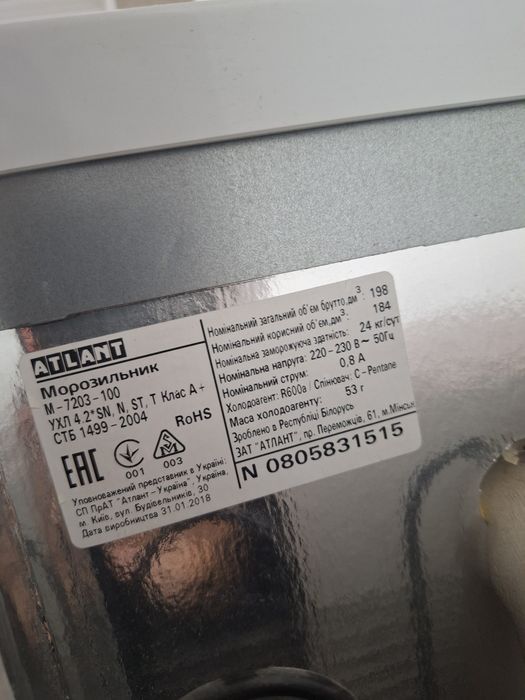 ATLANT
Морозильник
М-7203-100
УХЛ 4.2*SN, N, ST, T Клас A+
СТБ 1499-2004
RoHS
EAC
001
003
Уповноважений представник в Україні:
СП ПрАТ "Атлант-Україна", Україна,
м. Київ, вул. Будівельників, 30
Дата виробництва 31.01.2018
Номінальний загальний об'єм брутто,дм³: 198
Номінальний корисний об'єм,дм³: 184
Номінальна заморожуюча здатність: 24 кг/сут
Номінальна напруга: 220-230 В ~ 50Гц
Номінальний струм: 0,8 А
Холодоагент: R600a / Спінювач: C-Pentane
Маса холодоагенту: 53 г
Зроблено в Республіці Білорусь
ЗАТ "АТЛАНТ", пр. Переможців, 61, м.Мінськ
N 0805831515